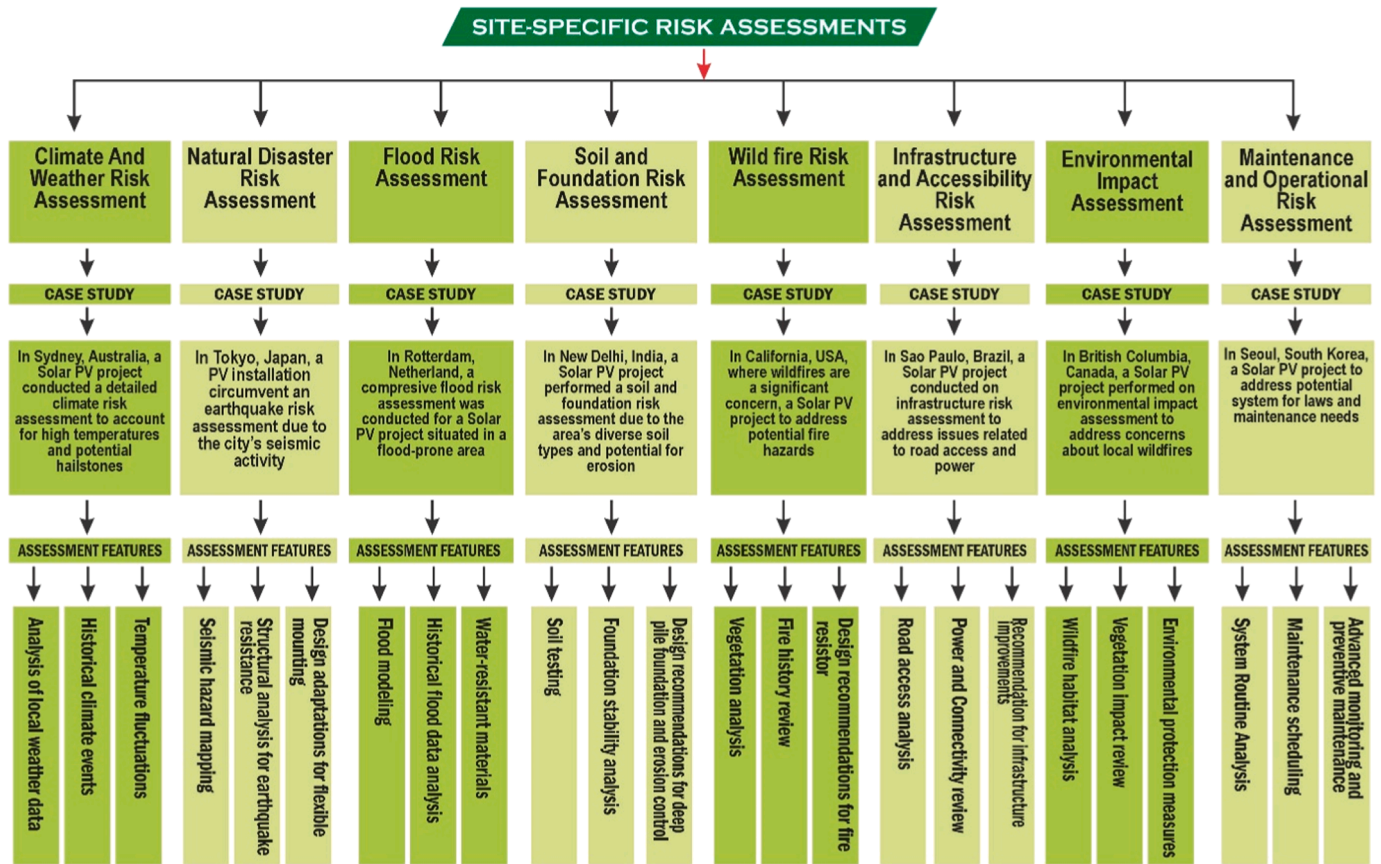 SITE-SPECIFIC RISK ASSESSMENTS
Climate And
Weather Risk
Assessment
Natural Disaster
Risk
Assessment
Flood Risk
Assessment
Soil and
Foundation Risk
Assessment
Wild fire Risk
Assessment
Infrastructure
and Accessibility
Risk
Assessment
Environmental
Impact
Assessment
Maintenance
and Operational
Risk
Assessment
CASE STUDY
CASE STUDY
CASE STUDY
CASE STUDY
CASE STUDY
CASE STUDY
CASE STUDY
CASE STUDY
In Sydney, Australia, a
Solar PV project
conducted a detailed
climate risk
assessment to account
for high temperatures
and potential
hailstones
In Tokyo, Japan, a
PV installation
circumvent an
earthquake risk
assessment due to
the city's seismic
activity
In Rotterdam,
Netherland, a
compresive flood risk
assessment was
conducted for a Solar
PV project situated in a
flood-prone area
In New Delhi, India, a
Solar PV project
performed a soil and
foundation risk
assessment due to the
area's diverse soil
types and potential for
erosion
In California, USA,
where wildfires are
a significant
concern, a Solar PV
project to address
potential fire
hazards
In Sao Paulo, Brazil, a
Solar PV project
conducted on
infrastructure risk
assessment to
address issues related
to road access and
power
In British Columbia,
Canada, a Solar PV
project performed on
environmental impact
assessment to
address concerns
about local wildfires
In Seoul, South Korea,
a Solar PV project to
address potential
system for laws and
maintenance needs
ASSESSMENT FEATURES
ASSESSMENT FEATURES
ASSESSMENT FEATURES
ASSESSMENT FEATURES
ASSESSMENT FEATURES
ASSESSMENT FEATURES
ASSESSMENT FEATURES
ASSESSMENT FEATURES
Analysis of local weather data
Historical climate events
Temperature fluctuations
Seismic hazard mapping
Structural analysis for earthquake
resistance
Design adaptations for flexible
mounting
Flood modeling
Historical flood data analysis
Water-resistant materials
Soil testing
Foundation stability analysis
Design recommendations for deep
pile foundation and erosion control
Vegetation analysis
Fire history review
Design recommendations for fire
resistor
Road access analysis
Power and Connectivity review
Recommendation for infrastructure
improvements
Wildfire habitat analysis
Vegetation impact review
Environmental protection measures
System Routine Analysis
Maintenance scheduling
Advanced monitoring and
preventive maintenance